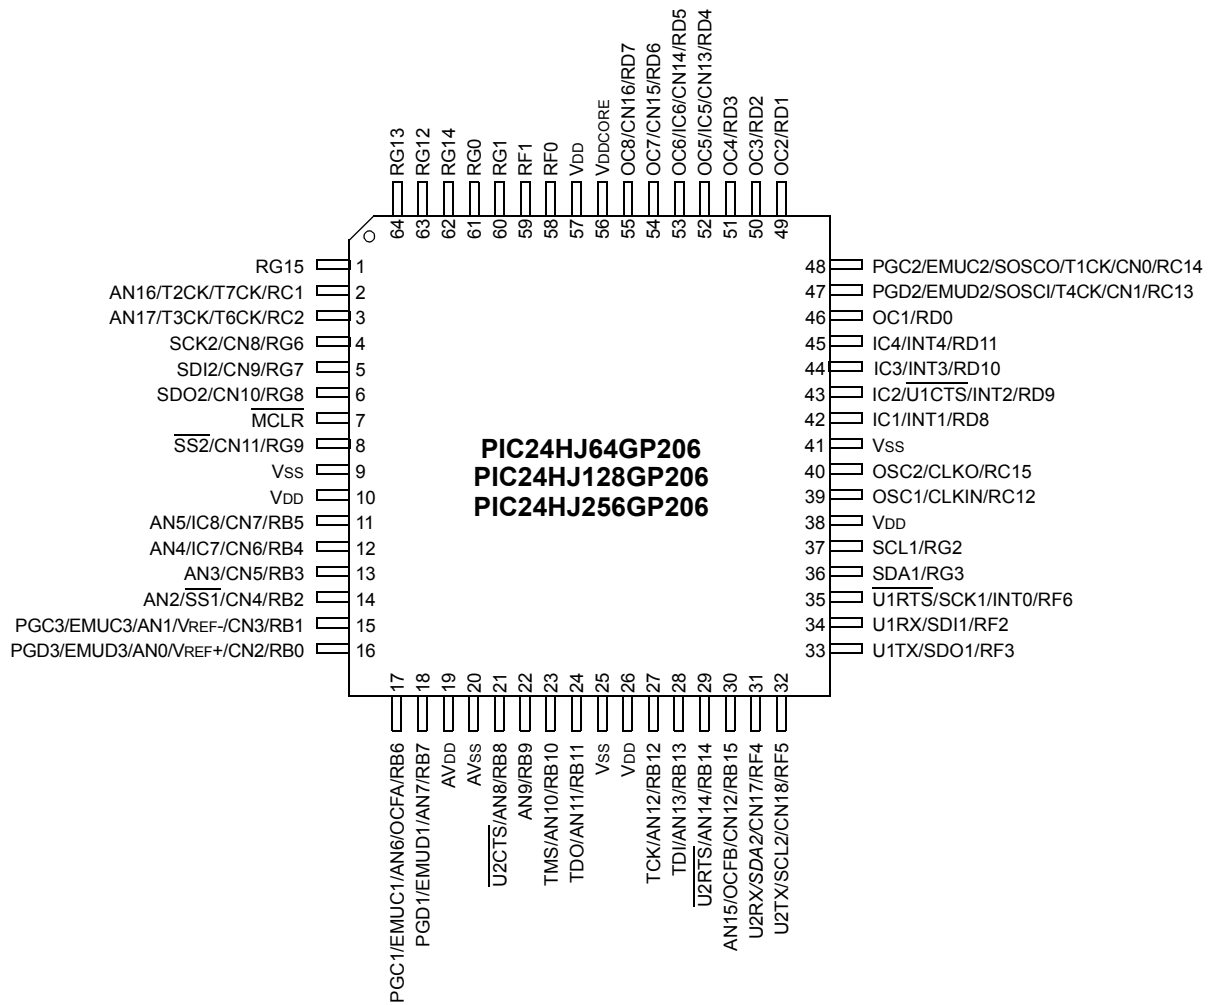 RG13
RG12
RG14
RG0
RG1
RF1
RF0
VDD
VDDCORE
OC8/CN16/RD7
OC7/CN15/RD6
OC6/IC6/CN14/RD5
OC5/IC5/CN13/RD4
OC4/RD3
OC3/RD2
OC2/RD1
64
63
62
61
60
59
58
57
56
55
54
53
52
51
50
49
RG15 1
AN16/T2CK/T7CK/RC1 2
AN17/T3CK/T6CK/RC2 3
SCK2/CN8/RG6 4
SDI2/CN9/RG7 5
SDO2/CN10/RG8 6
MCLR 7
SS2/CN11/RG9 8
VSS 9
VDD 10
AN5/IC8/CN7/RB5 11
AN4/IC7/CN6/RB4 12
AN3/CN5/RB3 13
AN2/SS1/CN4/RB2 14
PGC3/EMUC3/AN1/VREF-/CN3/RB1 15
PGD3/EMUD3/AN0/VREF+/CN2/RB0 16
PIC24HJ64GP206
PIC24HJ128GP206
PIC24HJ256GP206
48 PGC2/EMUC2/SOSCO/T1CK/CN0/RC14
47 PGD2/EMUD2/SOSCI/T4CK/CN1/RC13
46 OC1/RD0
45 IC4/INT4/RD11
44 IC3/INT3/RD10
43 IC2/U1CTS/INT2/RD9
42 IC1/INT1/RD8
41 VSS
40 OSC2/CLKO/RC15
39 OSC1/CLKIN/RC12
38 VDD
37 SCL1/RG2
36 SDA1/RG3
35 U1RTS/SCK1/INT0/RF6
34 U1RX/SDI1/RF2
33 U1TX/SDO1/RF3
17
18
19
20
21
22
23
24
25
26
27
28
29
30
31
32
PGC1/EMUC1/AN6/OCFA/RB6
PGD1/EMUD1/AN7/RB7
AVDD
AVSS
U2CTS/AN8/RB8
AN9/RB9
TMS/AN10/RB10
TDO/AN11/RB11
VSS
VDD
TCK/AN12/RB12
TDI/AN13/RB13
U2RTS/AN14/RB14
AN15/OCFB/CN12/RB15
U2RX/SDA2/CN17/RF4
U2TX/SCL2/CN18/RF5